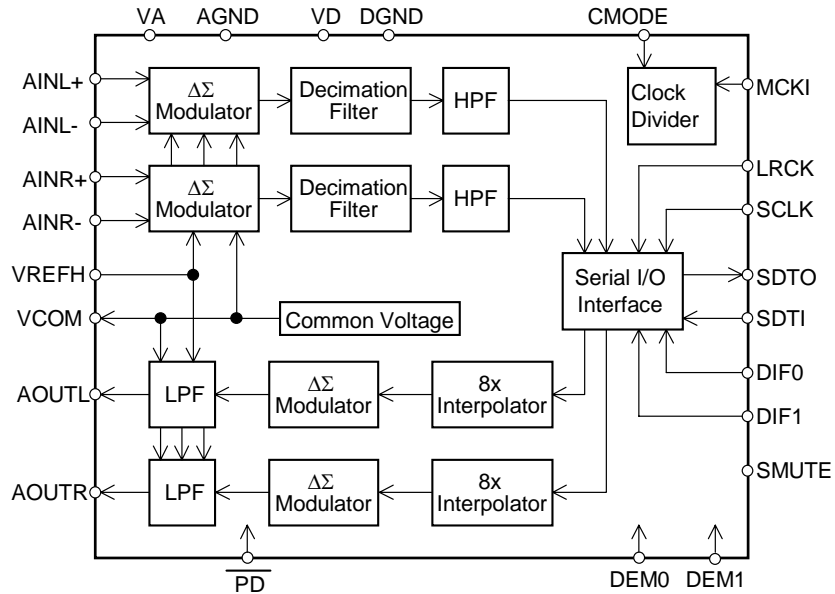 VA AGND VD DGND CMODE
AINL+
AINL-
AINR+
AINR-
VREFH
VCOM
AOUTL
AOUTR
ΔΣ
Modulator
Decimation
Filter
HPF
Clock
Divider
MCKI
LRCK
SCLK
SDTO
SDTI
DIF0
DIF1
SMUTE
ΔΣ
Modulator
Decimation
Filter
HPF
Serial I/O
Interface
Common Voltage
LPF
ΔΣ
Modulator
8x
Interpolator
LPF
ΔΣ
Modulator
8x
Interpolator
PD DEM0 DEM1